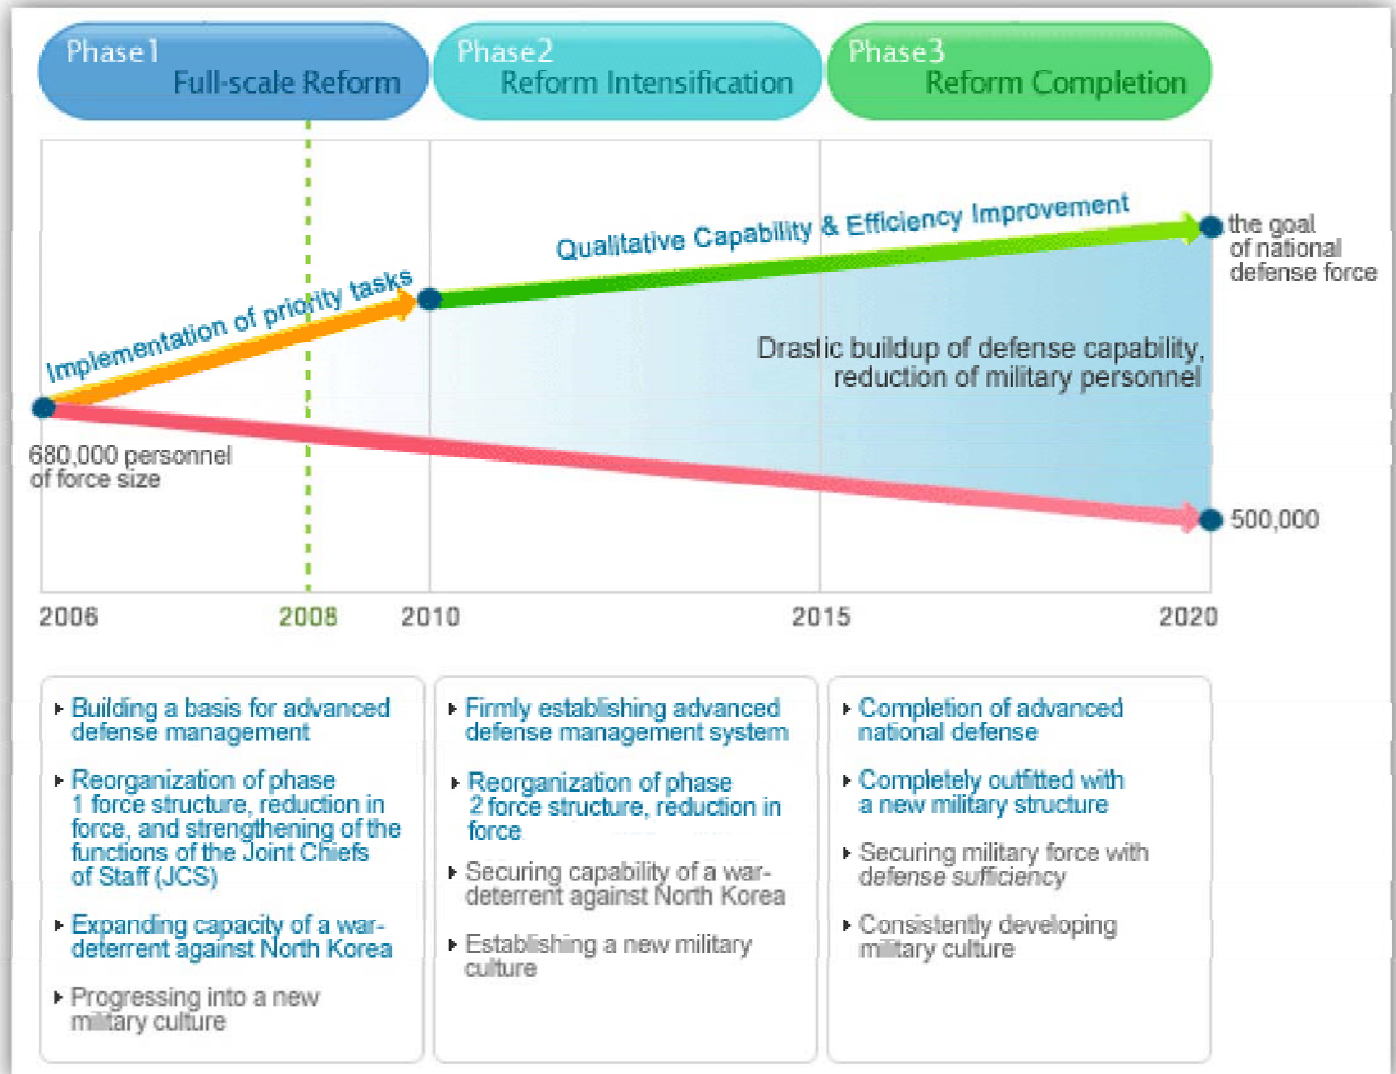 Phase1
Full-scale Reform
Phase2
Reform Intensification
Phase3
Reform Completion
Implementation of priority tasks
Qualitative Capability & Efficiency Improvement
the goal
of national
defense force
Drastic buildup of defense capability,
reduction of military personnel
680,000 personnel
of force size
500,000
2006
2008
2010
2015
2020
Building a basis for advanced
defense management
Reorganization of phase
1 force structure, reduction in
force, and strengthening of the
functions of the Joint Chiefs
of Staff (JCS)
Expanding capacity of a war-
deterrent against North Korea
Progressing into a new
military culture
Firmly establishing advanced
defense management system
Reorganization of phase
2 force structure, reduction in
force
Securing capability of a war-
deterrent against North Korea
Establishing a new military
culture
Completion of advanced
national defense
Completely outfitted with
a new military structure
Securing military force with
defense sufficiency
Consistently developing
military culture